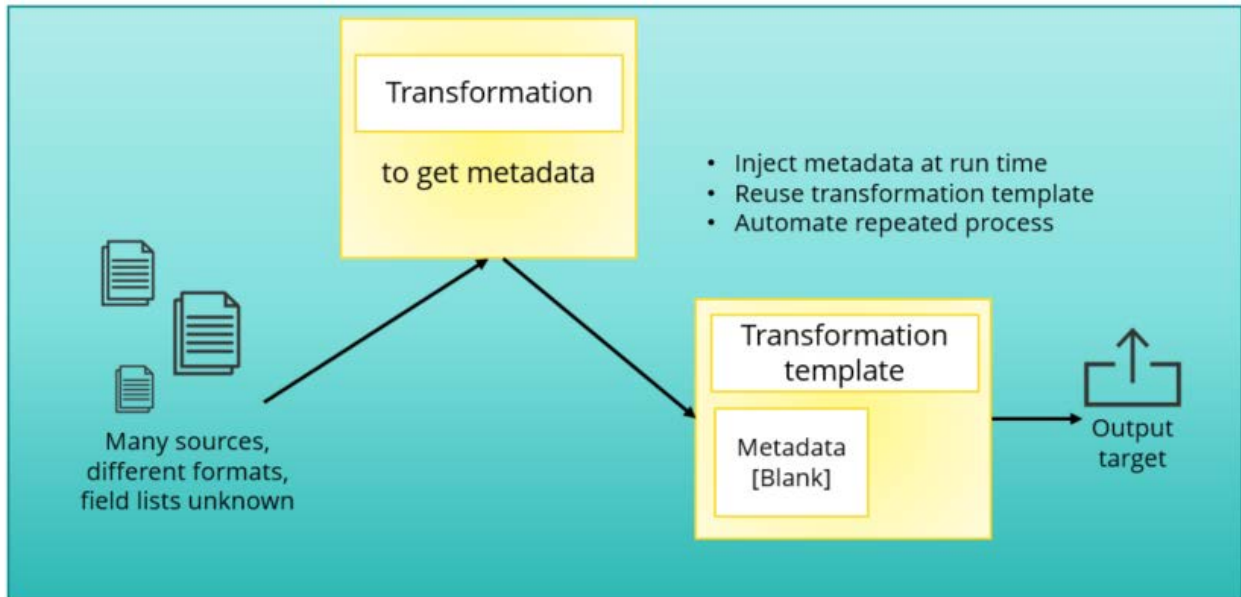 Transformation
to get metadata
• Inject metadata at run time
• Reuse transformation template
• Automate repeated process
Many sources,
different formats,
field lists unknown
Transformation
template
Metadata
[Blank]
Output
target